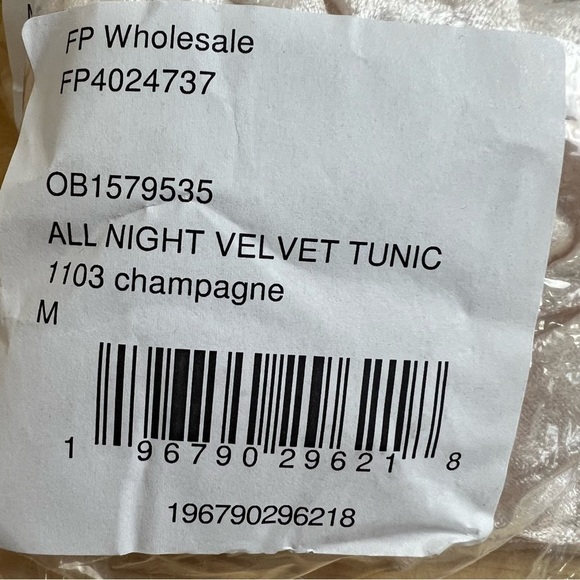 FP Wholesale
FP4024737
OB1579535
ALL NIGHT VELVET TUNIC
1103 champagne
M
1 96790 29621 8
196790296218